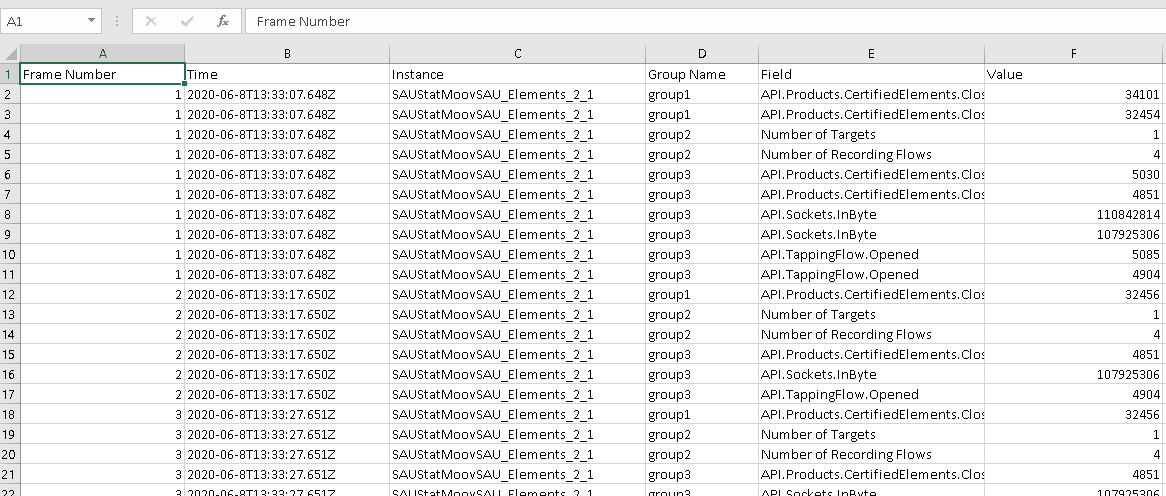 A1 fx Frame Number
A B C D E F
1 Frame Number Time Instance Group Name Field Value
2 1 2020-06-8T13:33:07.648Z SAUStatMoovSAU_Elements_2_1 group1 API.Products.CertifiedElements.Clos 34101
3 1 2020-06-8T13:33:07.648Z SAUStatMoovSAU_Elements_2_1 group1 API.Products.CertifiedElements.Clos 32454
4 1 2020-06-8T13:33:07.648Z SAUStatMoovSAU_Elements_2_1 group2 Number of Targets 1
5 1 2020-06-8T13:33:07.648Z SAUStatMoovSAU_Elements_2_1 group2 Number of Recording Flows 4
6 1 2020-06-8T13:33:07.648Z SAUStatMoovSAU_Elements_2_1 group3 API.Products.CertifiedElements.Clos 5030
7 1 2020-06-8T13:33:07.648Z SAUStatMoovSAU_Elements_2_1 group3 API.Products.CertifiedElements.Clos 4851
8 1 2020-06-8T13:33:07.648Z SAUStatMoovSAU_Elements_2_1 group3 API.Sockets.InByte 110842814
9 1 2020-06-8T13:33:07.648Z SAUStatMoovSAU_Elements_2_1 group3 API.Sockets.InByte 107925306
10 1 2020-06-8T13:33:07.648Z SAUStatMoovSAU_Elements_2_1 group3 API.TappingFlow.Opened 5085
11 1 2020-06-8T13:33:07.648Z SAUStatMoovSAU_Elements_2_1 group3 API.TappingFlow.Opened 4904
12 2 2020-06-8T13:33:17.650Z SAUStatMoovSAU_Elements_2_1 group1 API.Products.CertifiedElements.Clos 32456
13 2 2020-06-8T13:33:17.650Z SAUStatMoovSAU_Elements_2_1 group2 Number of Targets 1
14 2 2020-06-8T13:33:17.650Z SAUStatMoovSAU_Elements_2_1 group2 Number of Recording Flows 4
15 2 2020-06-8T13:33:17.650Z SAUStatMoovSAU_Elements_2_1 group3 API.Products.CertifiedElements.Clos 4851
16 2 2020-06-8T13:33:17.650Z SAUStatMoovSAU_Elements_2_1 group3 API.Sockets.InByte 107925306
17 2 2020-06-8T13:33:17.650Z SAUStatMoovSAU_Elements_2_1 group3 API.TappingFlow.Opened 4904
18 3 2020-06-8T13:33:27.651Z SAUStatMoovSAU_Elements_2_1 group1 API.Products.CertifiedElements.Clos 32456
19 3 2020-06-8T13:33:27.651Z SAUStatMoovSAU_Elements_2_1 group2 Number of Targets 1
20 3 2020-06-8T13:33:27.651Z SAUStatMoovSAU_Elements_2_1 group2 Number of Recording Flows 4
21 3 2020-06-8T13:33:27.651Z SAUStatMoovSAU_Elements_2_1 group3 API.Products.CertifiedElements.Clos 4851
22 3 2020-06-8T13:33:27.651Z SAUStatMoovSAU_Elements_2_1 group3 API.Sockets.InByte 107925306